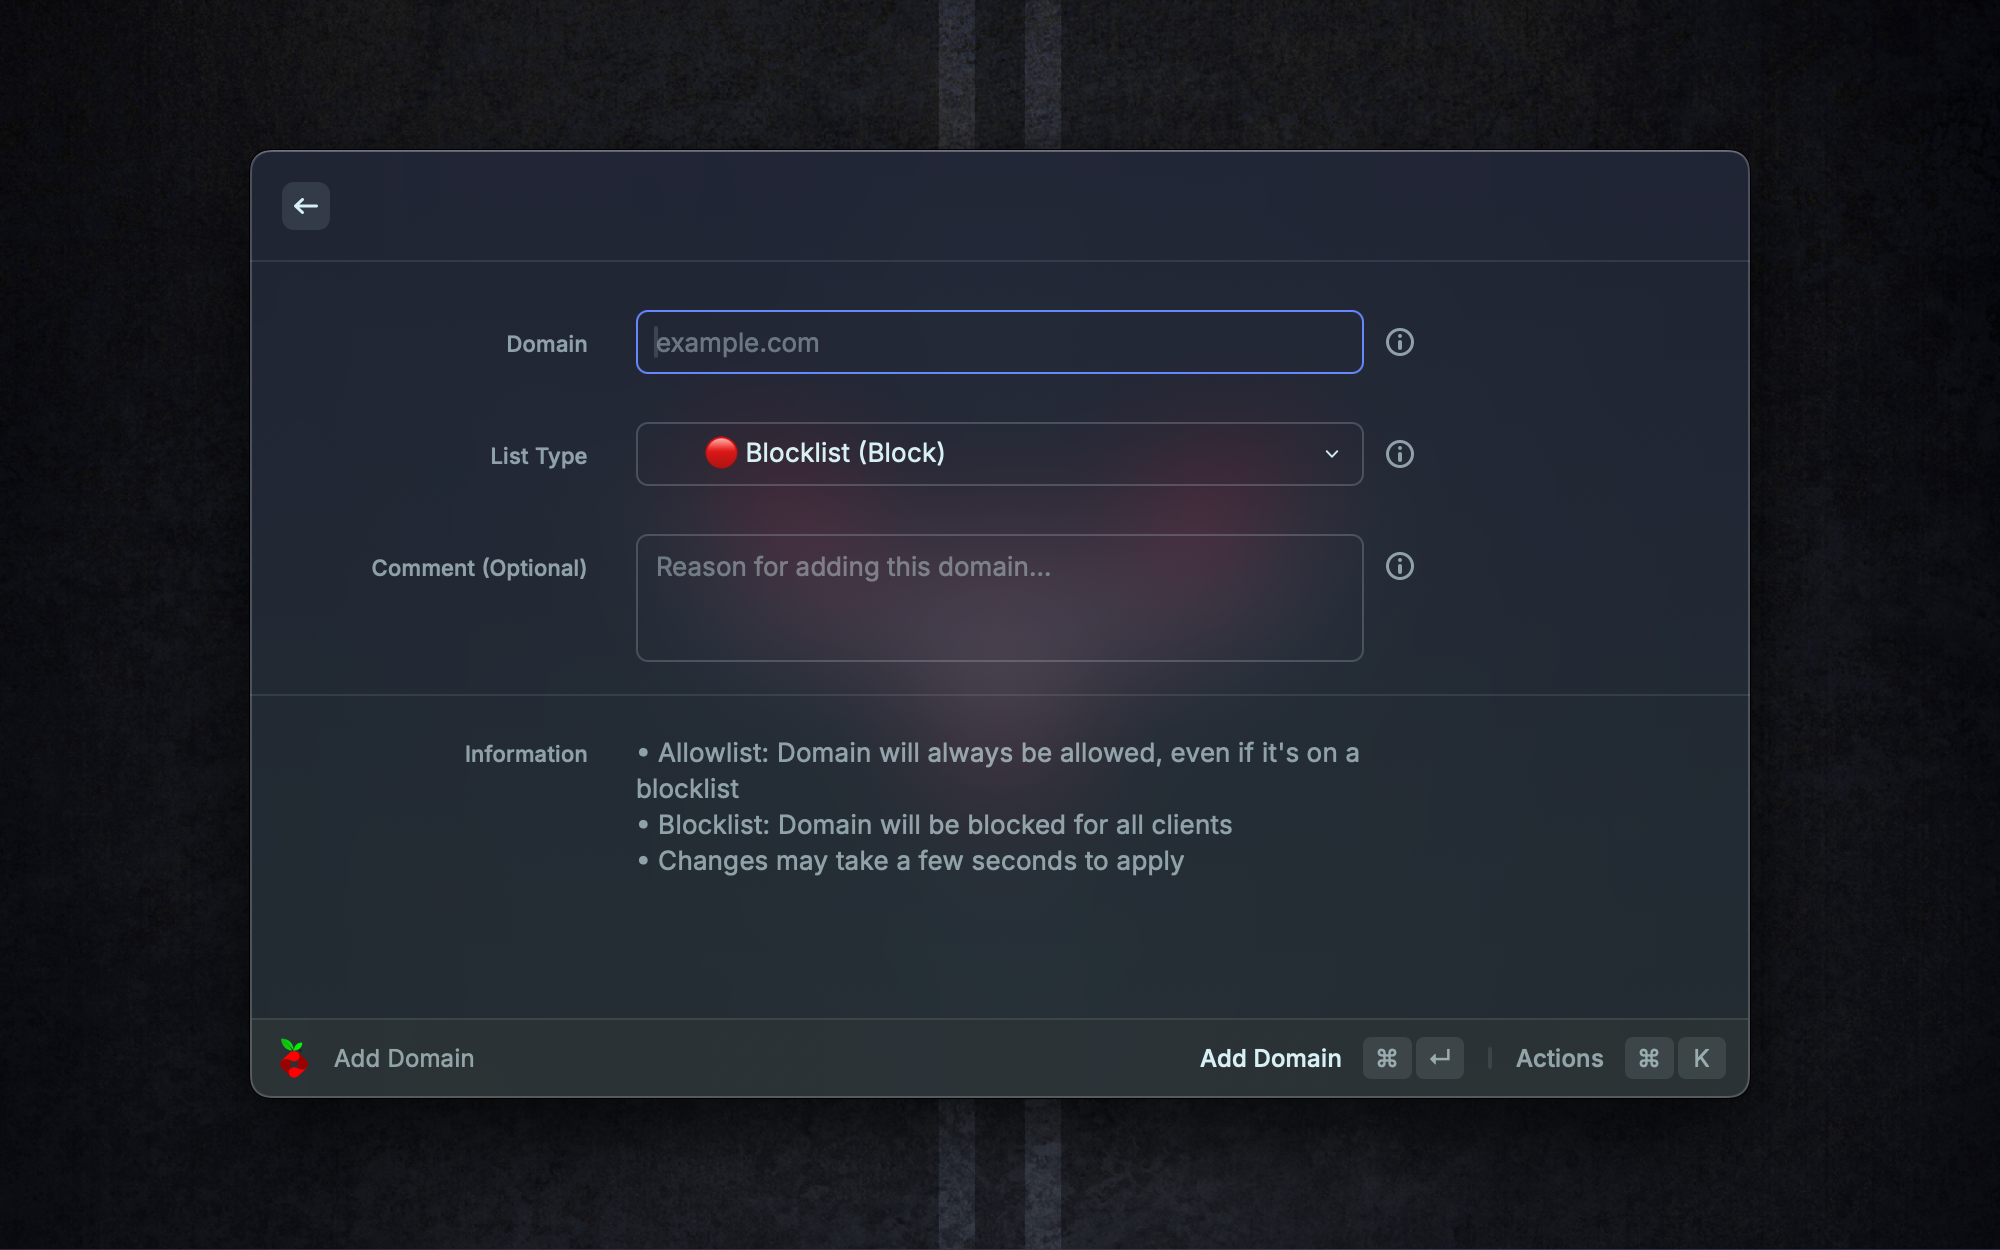 Domain
example.com
List Type
🔴 Blocklist (Block)
Comment (Optional)
Reason for adding this domain...
Information
• Allowlist: Domain will always be allowed, even if it's on a
blocklist
• Blocklist: Domain will be blocked for all clients
• Changes may take a few seconds to apply
Add Domain
Add Domain ⌘ ↵ | Actions ⌘ K